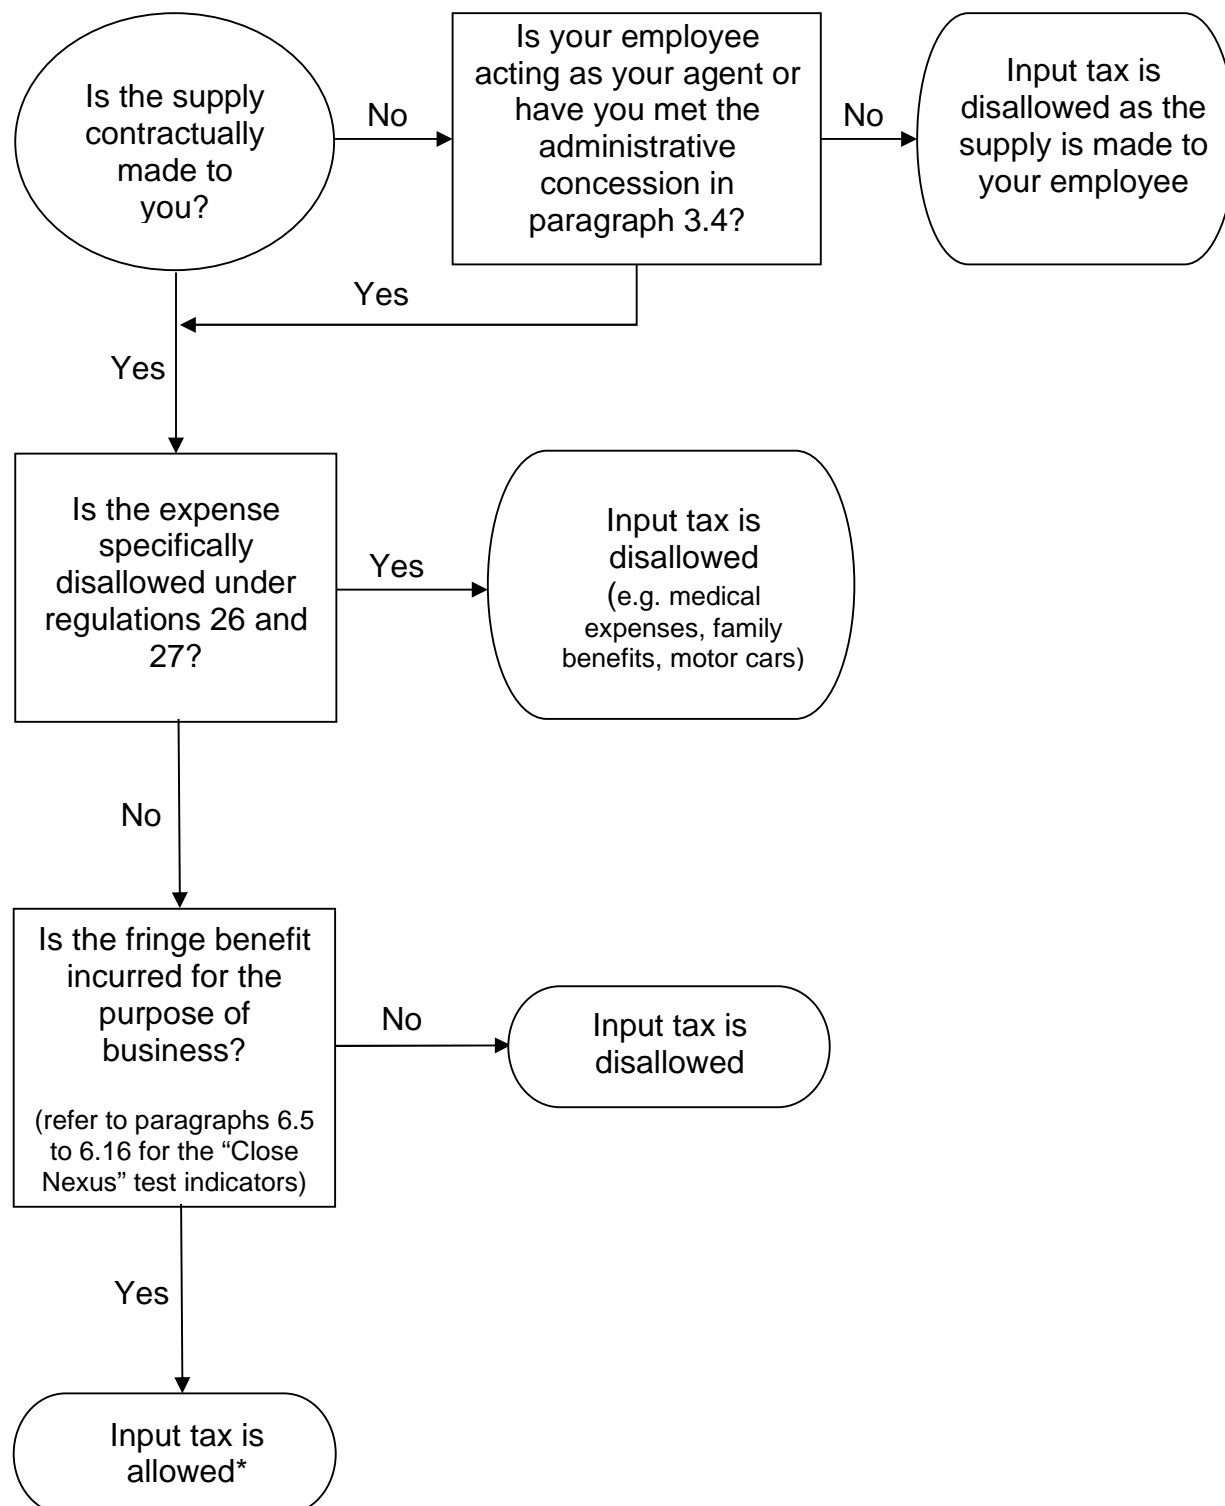 Is the supply
contractually
made to
you?
No
Is your employee
acting as your agent or
have you met the
administrative
concession in
paragraph 3.4?
No
Input tax is
disallowed as the
supply is made to
your employee
Yes
Yes
Is the expense
specifically
disallowed under
regulations 26 and
27?
Yes
Input tax is
disallowed
(e.g. medical
expenses, family
benefits, motor cars)
No
Is the fringe benefit
incurred for the
purpose of
business?
(refer to paragraphs 6.5
to 6.16 for the “Close
Nexus” test indicators)
No
Input tax is
disallowed
Yes
Input tax is
allowed*